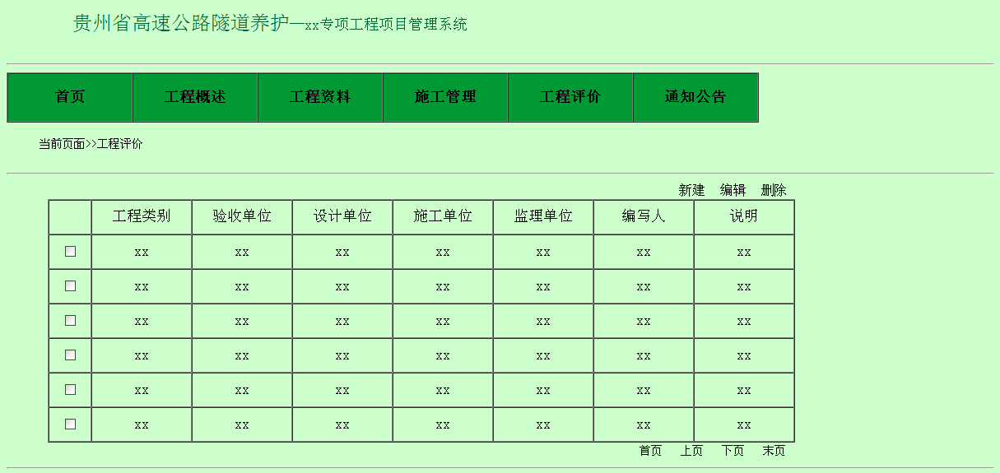 贵州省高速公路隧道养护—xx专项工程项目管理系统
首页 工程概述 工程资料 施工管理 工程评价 通知公告
当前页面>>工程评价
新建 编辑 删除
工程类别 验收单位 设计单位 施工单位 监理单位 编写人 说明
xx xx xx xx xx xx xx
xx xx xx xx xx xx xx
xx xx xx xx xx xx xx
xx xx xx xx xx xx xx
xx xx xx xx xx xx xx
xx xx xx xx xx xx xx
首页 上页 下页 末页